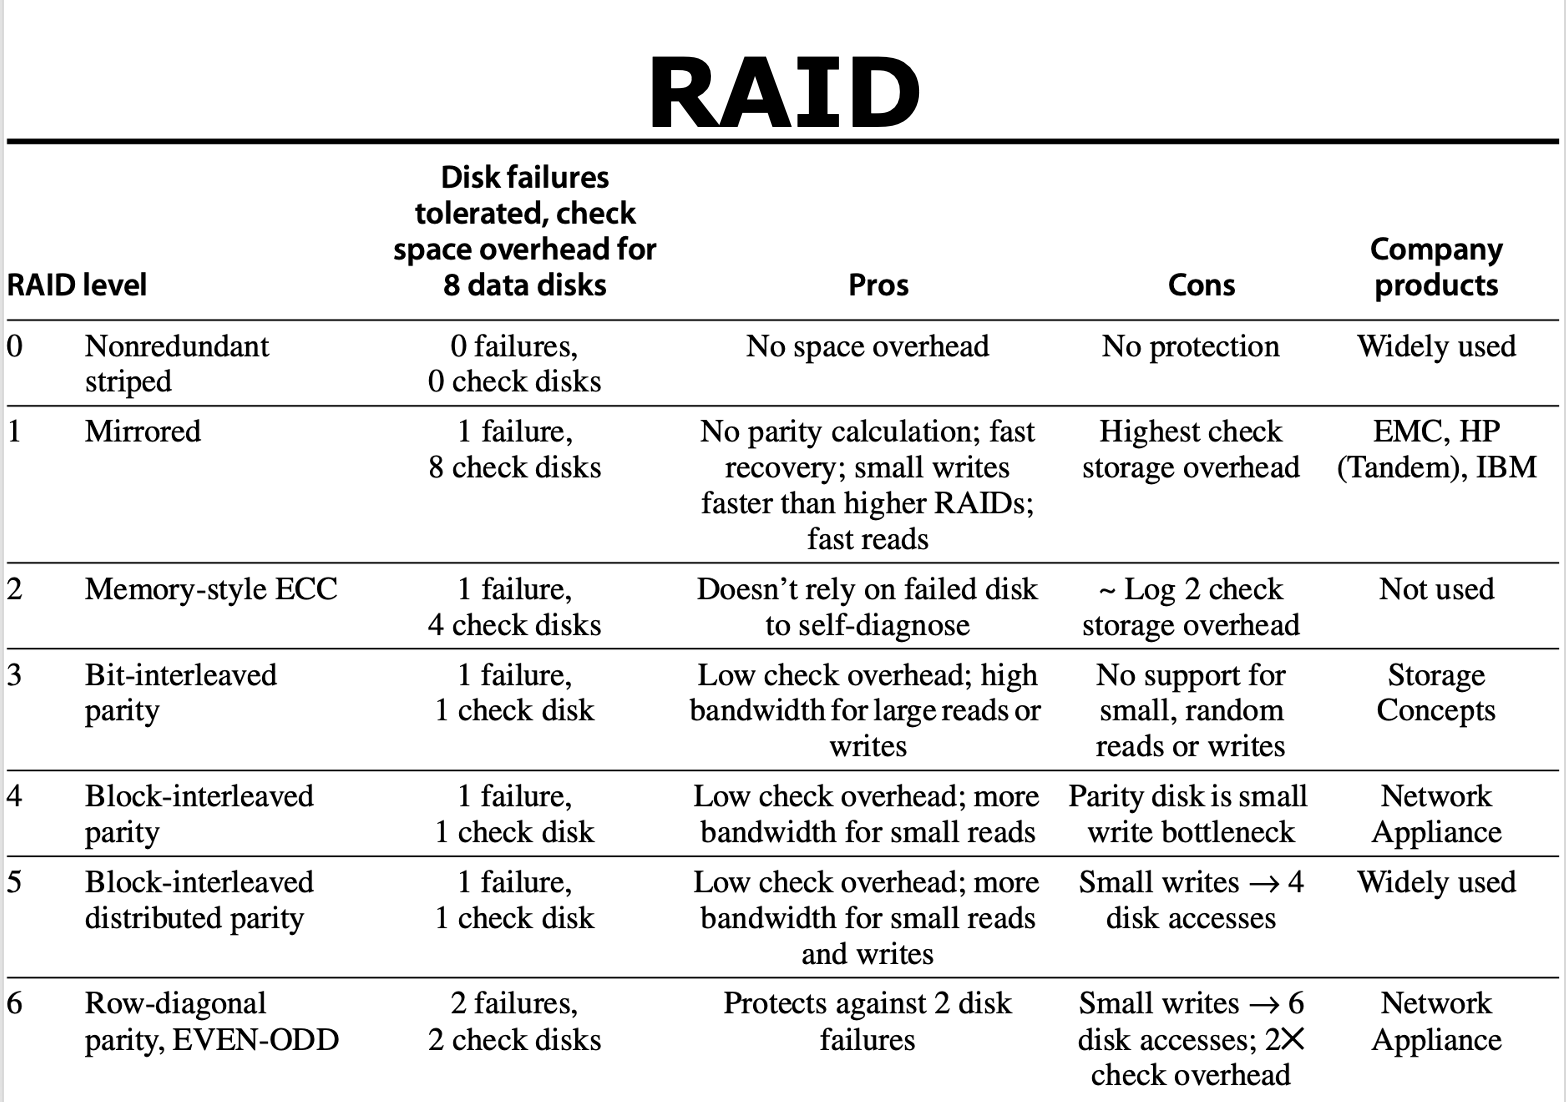 RAID
Disk failures
tolerated, check
space overhead for
8 data disks
RAID level
Pros
Cons
Company
products
0
Nonredundant
striped
0 failures,
0 check disks
No space overhead
No protection
Widely used
1
Mirrored
1 failure,
8 check disks
No parity calculation; fast
recovery; small writes
faster than higher RAIDs;
fast reads
Highest check
storage overhead
EMC, HP
(Tandem), IBM
2
Memory-style ECC
1 failure,
4 check disks
Doesn’t rely on failed disk
to self-diagnose
~ Log 2 check
storage overhead
Not used
3
Bit-interleaved
parity
1 failure,
1 check disk
Low check overhead; high
bandwidth for large reads or
writes
No support for
small, random
reads or writes
Storage
Concepts
4
Block-interleaved
parity
1 failure,
1 check disk
Low check overhead; more
bandwidth for small reads
Parity disk is small
write bottleneck
Network
Appliance
5
Block-interleaved
distributed parity
1 failure,
1 check disk
Low check overhead; more
bandwidth for small reads
and writes
Small writes → 4
disk accesses
Widely used
6
Row-diagonal
parity, EVEN-ODD
2 failures,
2 check disks
Protects against 2 disk
failures
Small writes → 6
disk accesses; 2×
check overhead
Network
Appliance